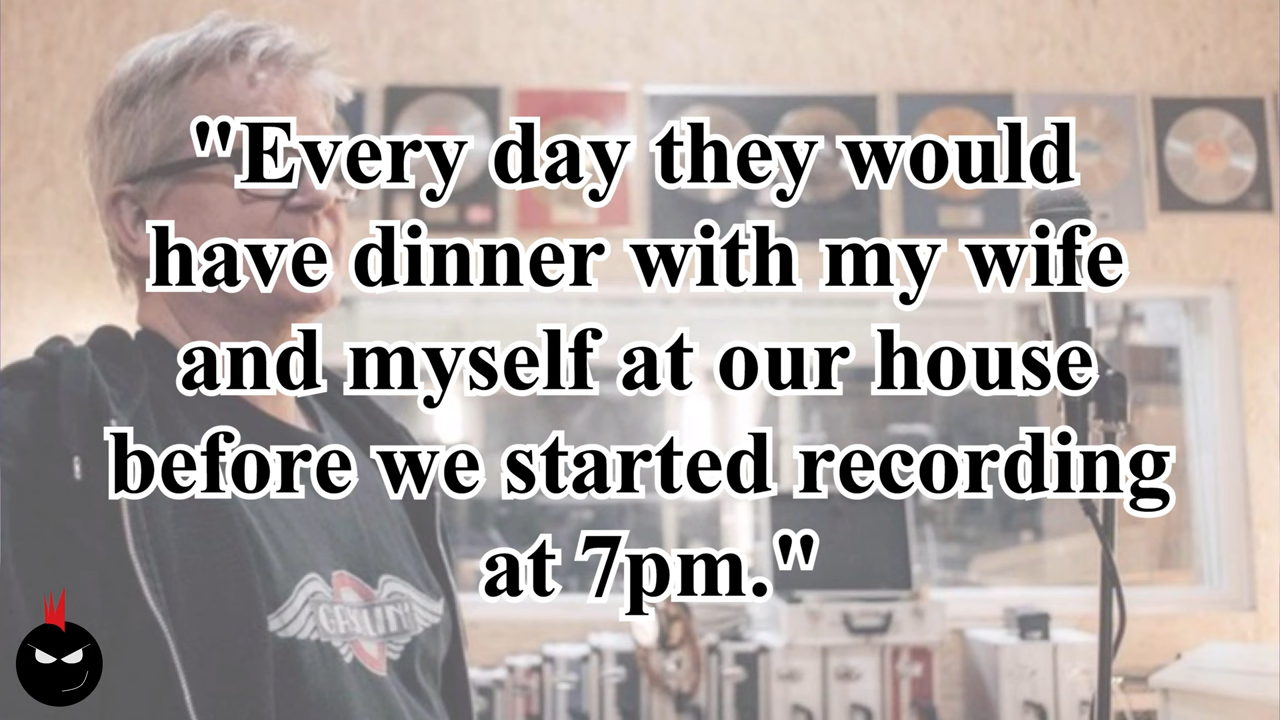 "Every day they would
have dinner with my wife
and myself at our house
before we started recording
at 7pm."